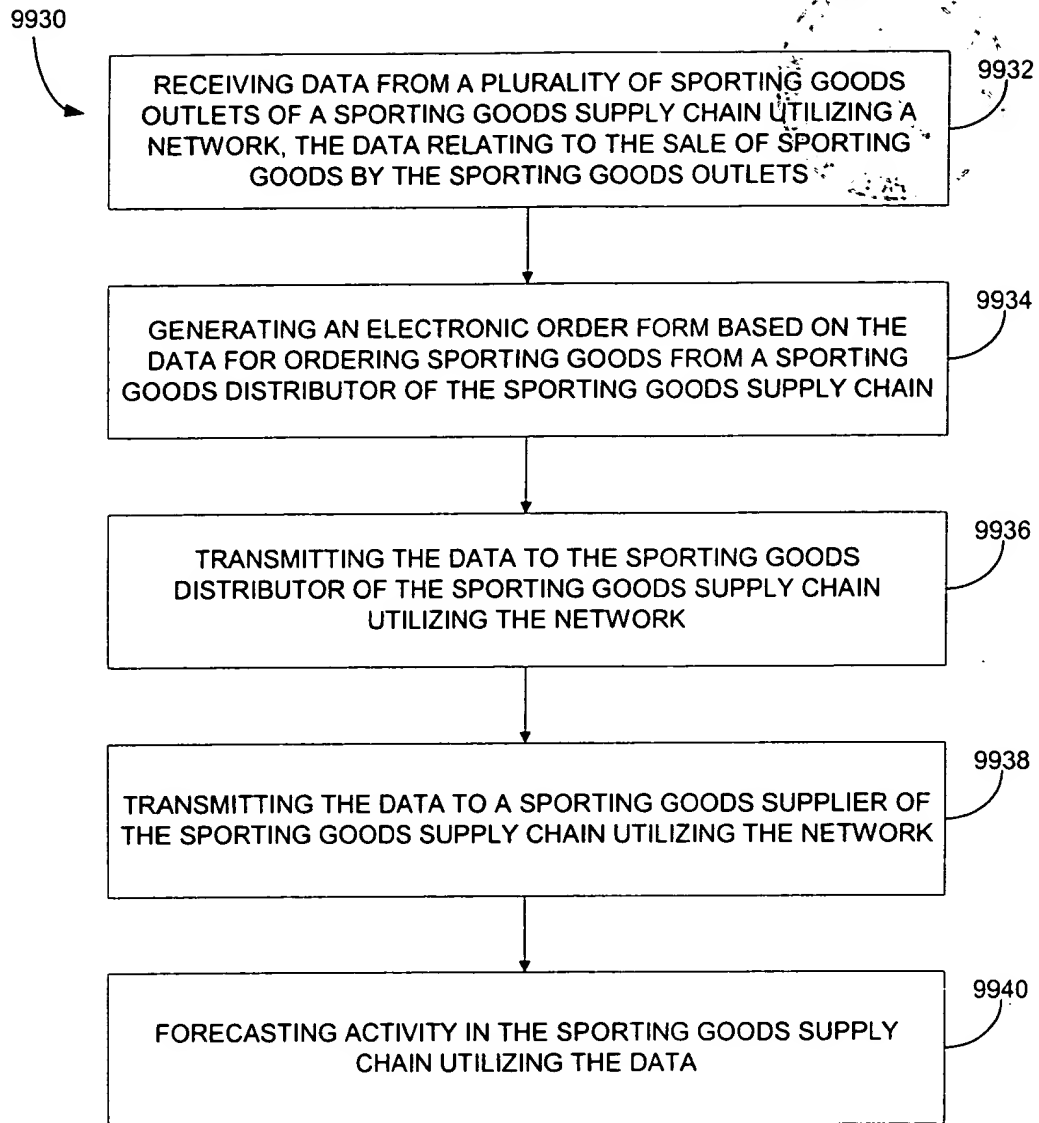 9930
RECEIVING DATA FROM A PLURALITY OF SPORTING GOODS
OUTLETS OF A SPORTING GOODS SUPPLY CHAIN UTILIZING A
NETWORK, THE DATA RELATING TO THE SALE OF SPORTING
GOODS BY THE SPORTING GOODS OUTLETS
9932
GENERATING AN ELECTRONIC ORDER FORM BASED ON THE
DATA FOR ORDERING SPORTING GOODS FROM A SPORTING
GOODS DISTRIBUTOR OF THE SPORTING GOODS SUPPLY CHAIN
9934
TRANSMITTING THE DATA TO THE SPORTING GOODS
DISTRIBUTOR OF THE SPORTING GOODS SUPPLY CHAIN
UTILIZING THE NETWORK
9936
TRANSMITTING THE DATA TO A SPORTING GOODS SUPPLIER OF
THE SPORTING GOODS SUPPLY CHAIN UTILIZING THE NETWORK
9938
FORECASTING ACTIVITY IN THE SPORTING GOODS SUPPLY
CHAIN UTILIZING THE DATA
9940